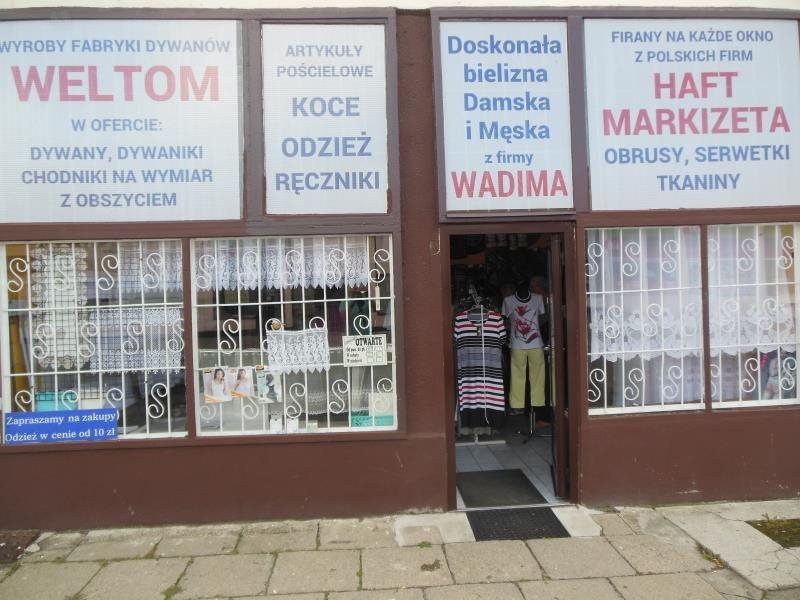 WYROBY FABRYKI DYWANÓW
WELTOM
W OFERCIE:
DYWANY, DYWANIKI
CHODNIKI NA WYMIAR
Z OBSZYCIEM
ARTYKUŁY
POŚCIELOWE
KOCE
ODZIEŻ
RĘCZNIKI
Doskonała
bielizna
Damska
i Męska
z firmy
WADIMA
FIRANY NA KAŻDE OKNO
Z POLSKICH FIRM
HAFT
MARKIZETA
OBRUSY, SERWETKI
TKANINY
OTWARTE
Zapraszamy na zakupy
Odzież w cenie od 10 zł